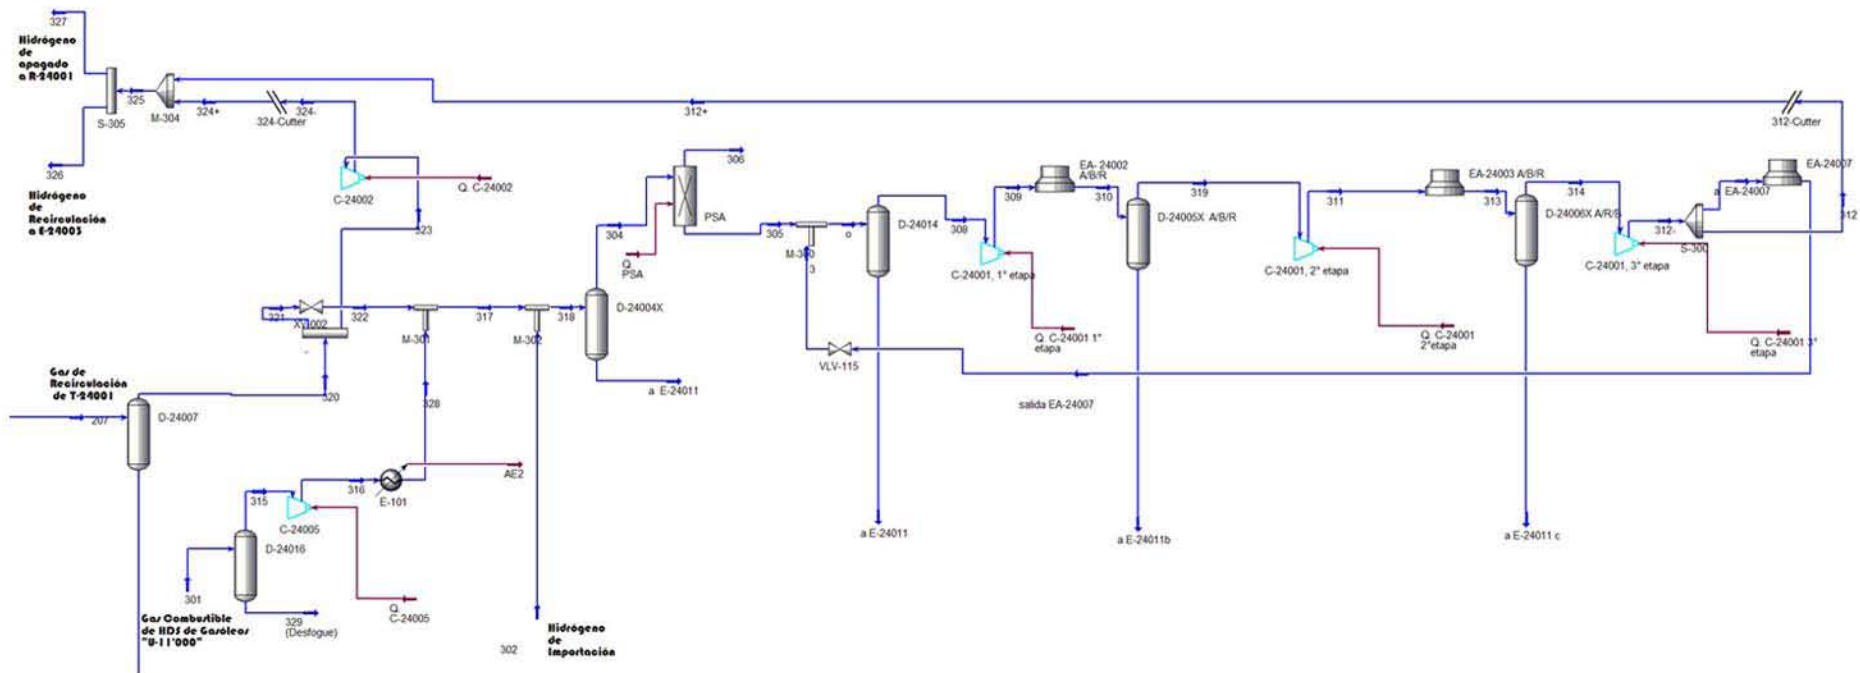 327
Hidrógeno
de
apagado
a R-24001
S-305
325
M-304
324+
324-Cutter
324-
326
Hidrógeno
de
Recirculación
a E-24003
C-24002
Q. C-24002
323
312+
312-Cutter
306
304
PSA
Q
PSA
305
M-300
3
o
D-24014
308
309
EA- 24002
A/B/R
310
C-24001, 1° etapa
D-24005X A/B/R
319
311
EA-24003 A/B/R
313
C-24001, 2° etapa
314
D-24006X
312-
C-24001, 3° etapa
S-300
a EA-24007
EA-24007
312
321
322
M-301
317
M-302
318
D-24004X
a E-24011
VLV-115
Q. C-24001 1°
etapa
Q. C-24001
2°etapa
Q. C-24001 3°
etapa
salida EA-24007
Gas de
Recirculación
de T-24001
207
D-24007
320
328
AE2
316
E-101
315
C-24005
D-24016
301
Q
C-24005
329
(Desfogue)
Gas Combustible
de HDS de Gasóleos
"U-11'000"
302
Hidrógeno
de
Importación
a E-24011
a E-24011b
a E-24011 c